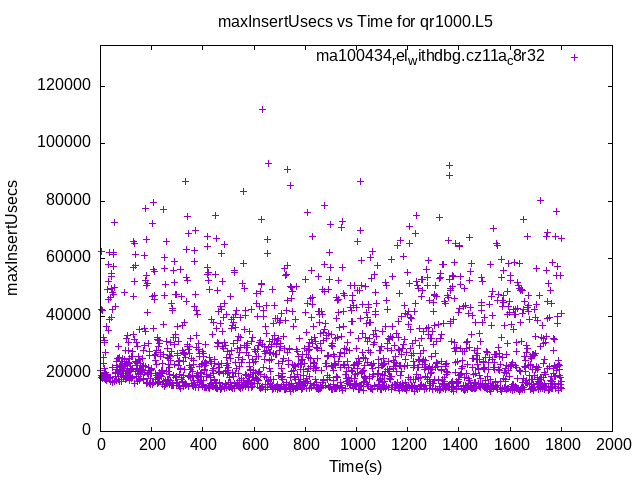 maxInsertUsecs vs Time for qr1000.L5
ma100434_rel_withdbg.cz11a_c8r32
120000
100000
80000
60000
40000
20000
0
maxInsertUsecs
0 200 400 600 800 1000 1200 1400 1600 1800 2000
Time(s)